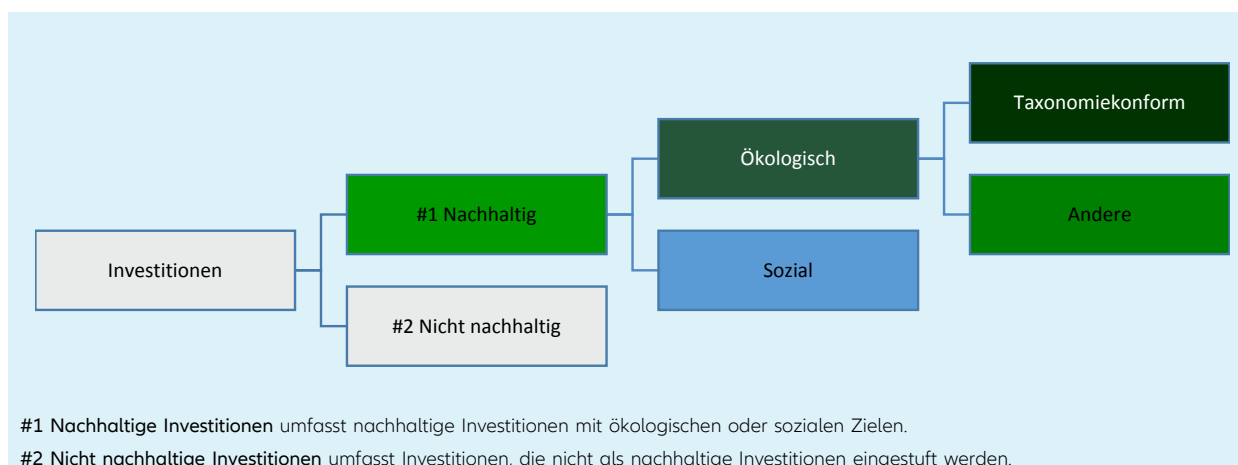 Taxonomiekonform
Ökologisch
#1 Nachhaltig
Andere
Investitionen
Sozial
#2 Nicht nachhaltig
#1 Nachhaltige Investitionen umfasst nachhaltige Investitionen mit ökologischen oder sozialen Zielen.
#2 Nicht nachhaltige Investitionen umfasst Investitionen, die nicht als nachhaltige Investitionen eingestuft werden.